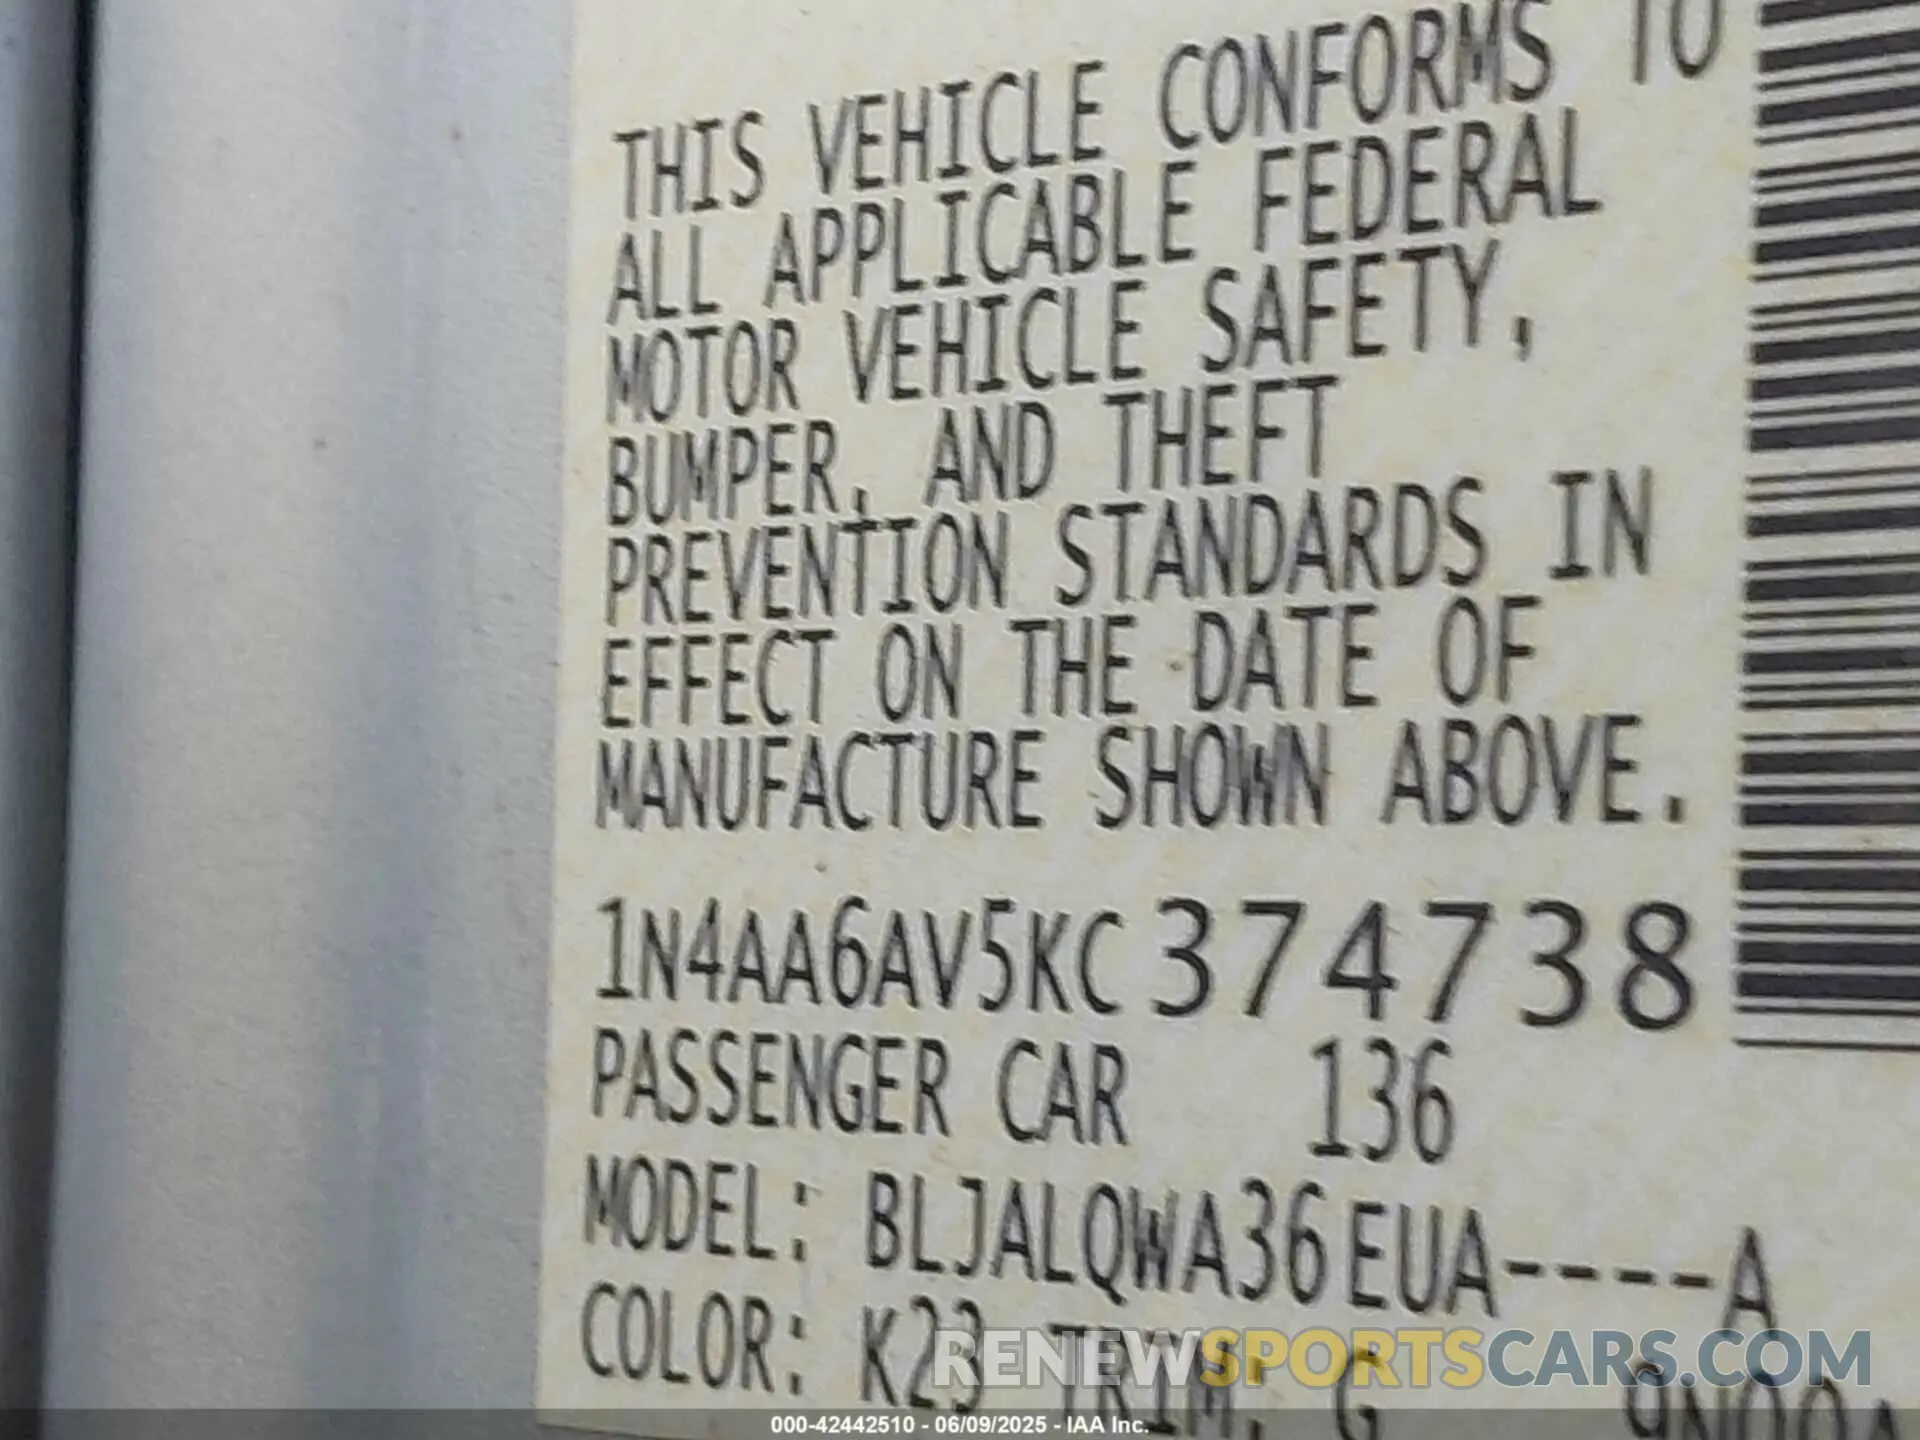 THIS VEHICLE CONFORMS TO
ALL APPLICABLE FEDERAL
MOTOR VEHICLE SAFETY,
BUMPER, AND THEFT
PREVENTION STANDARDS IN
EFFECT ON THE DATE OF
MANUFACTURE SHOWN ABOVE.
1N4AA6AV5KC374738
PASSENGER CAR 136
MODEL: BLJALQWA36EUA----A
COLOR: K23 TRIM: G
RENEWSPORTSCARS.COM
000-42442510 - 06/09/2025 - IAA Inc.